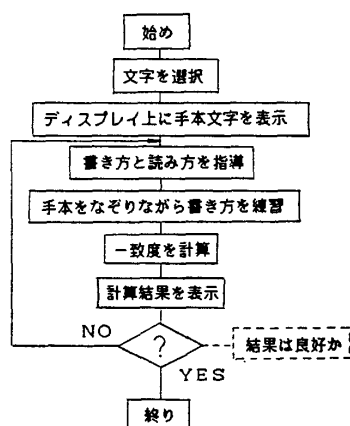 始め
文字を選択
ディスプレイ上に手本文字を表示
書き方と読み方を指導
手本をなぞりながら書き方を練習
一致度を計算
計算結果を表示
NO
?
結果は良好か
YES
終り